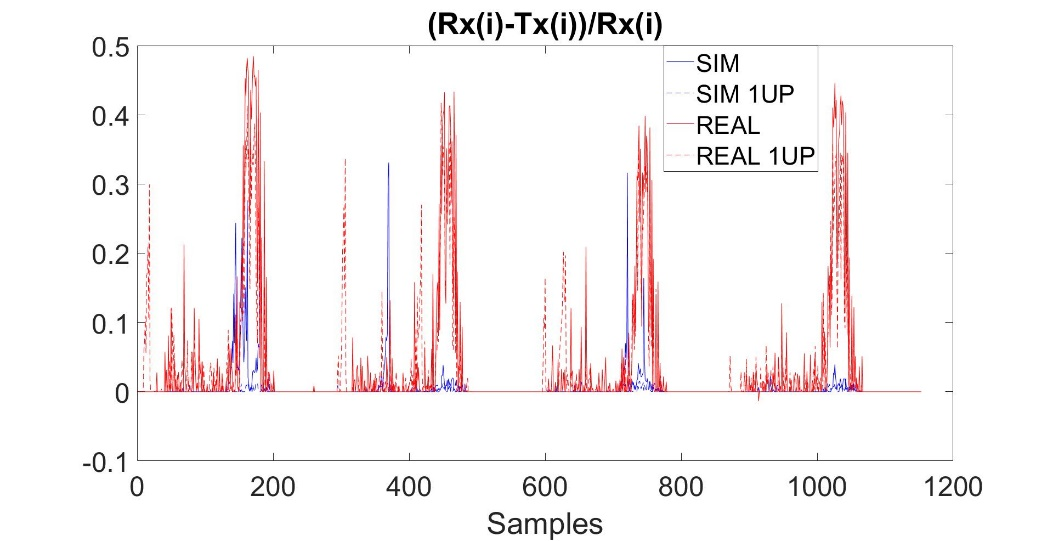 (Rx(i)-Tx(i))/Rx(i)
0.5
0.4
0.3
0.2
0.1
0
-0.1
SIM
SIM 1UP
REAL
REAL 1UP
0 200 400 600 800 1000 1200
Samples